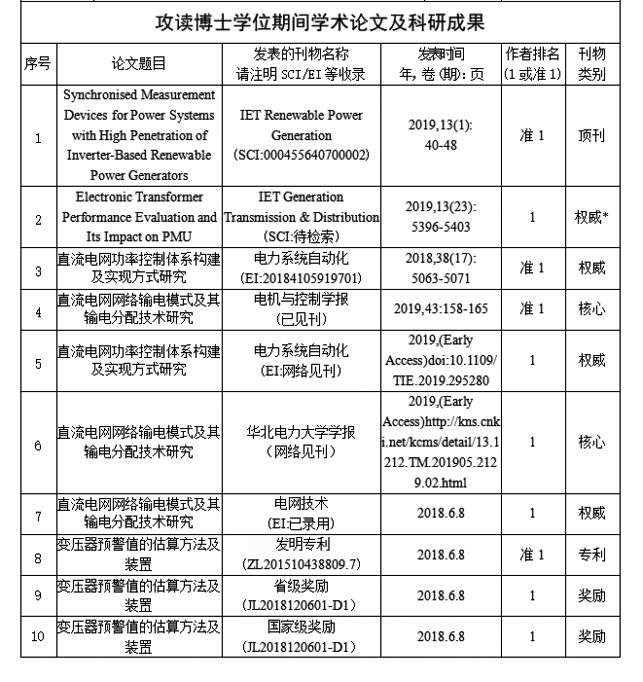 攻读博士学位期间学术论文及科研成果
序号
论文题目
发表的刊物名称
请注明 SCI/EI 等收录
发表时间
年，卷（期）：页
作者排名
(1 或准 1)
刊物
类别
1
Synchronised Measurement
Devices for Power Systems
with High Penetration of
Inverter-Based Renewable
Power Generators
IET Renewable Power
Generation
(SCI:000455640700002)
2019,13(1):
40-48
准 1
顶刊
2
Electronic Transformer
Performance Evaluation and
Its Impact on PMU
IET Generation
Transmission & Distribution
(SCI:待检索)
2019,13(23):
5396-5403
1
权威*
3
直流电网功率控制体系构建
及实现方式研究
电力系统自动化
(EI:20184105919701)
2018,38(17):
5063-5071
准 1
权威
4
直流电网网络输电模式及其
输电分配技术研究
电机与控制学报
(已见刊)
2019,43:158-165
准 1
核心
5
直流电网功率控制体系构建
及实现方式研究
电力系统自动化
(EI:网络见刊)
2019,(Early
Access)doi:10.1109/
TIE.2019.295280
1
权威
6
直流电网网络输电模式及其
输电分配技术研究
华北电力大学学报
（网络见刊）
2019,(Early
Access)http://kns.cnk
i.net/kcms/detail/13.1
212.TM.201905.212
9.02.html
1
核心
7
直流电网网络输电模式及其
输电分配技术研究
电网技术
(EI:已录用)
2018.6.8
1
权威
8
变压器预警值的估算方法及
装置
发明专利
(ZL201510438809.7)
2018.6.8
准 1
专利
9
变压器预警值的估算方法及
装置
省级奖励
(JL2018120601-D1)
2018.6.8
1
奖励
10
变压器预警值的估算方法及
装置
国家级奖励
(JL2018120601-D1)
2018.6.8
1
奖励